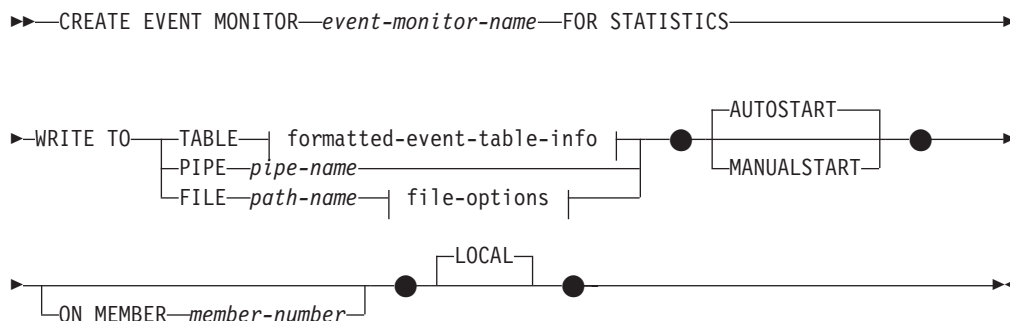 CREATE EVENT MONITOR event-monitor-name FOR STATISTICS
AUTOSTART
WRITE TO TABLE formatted-event-table-info
PIPE pipe-name MANUALSTART
FILE path-name file-options
LOCAL
ON MEMBER member-number